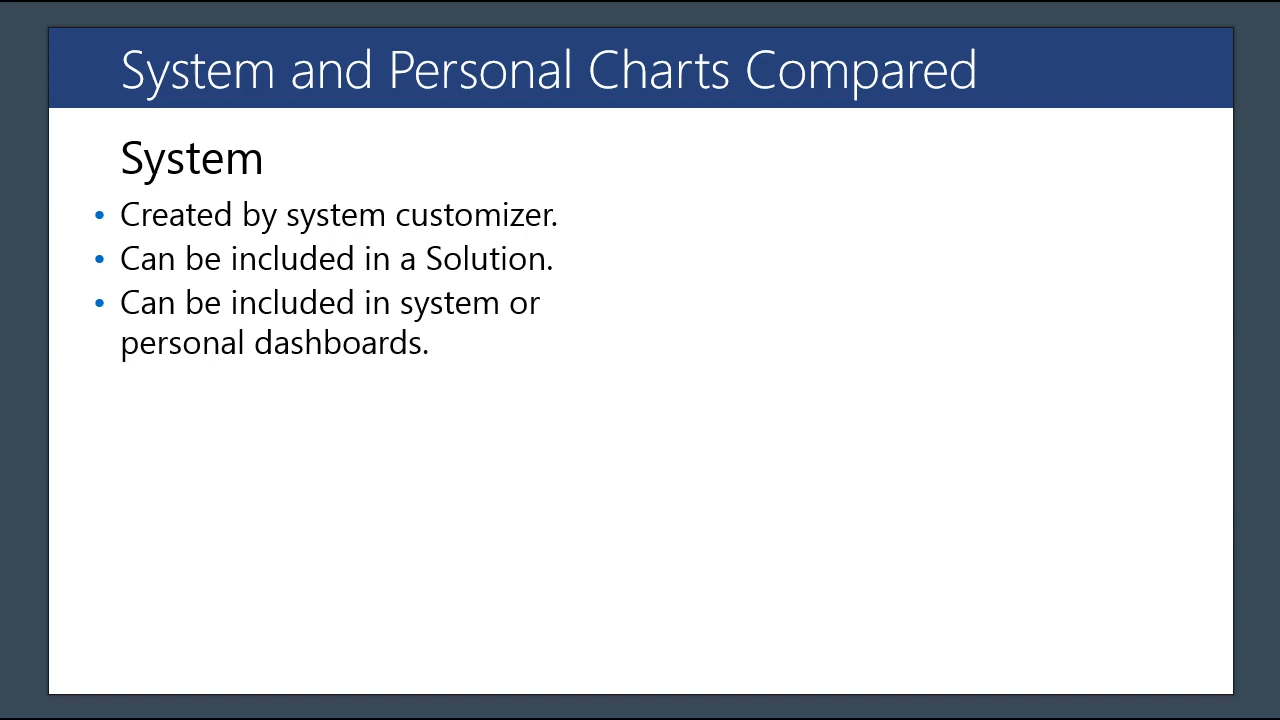 System and Personal Charts Compared
System
• Created by system customizer.
• Can be included in a Solution.
• Can be included in system or
personal dashboards.